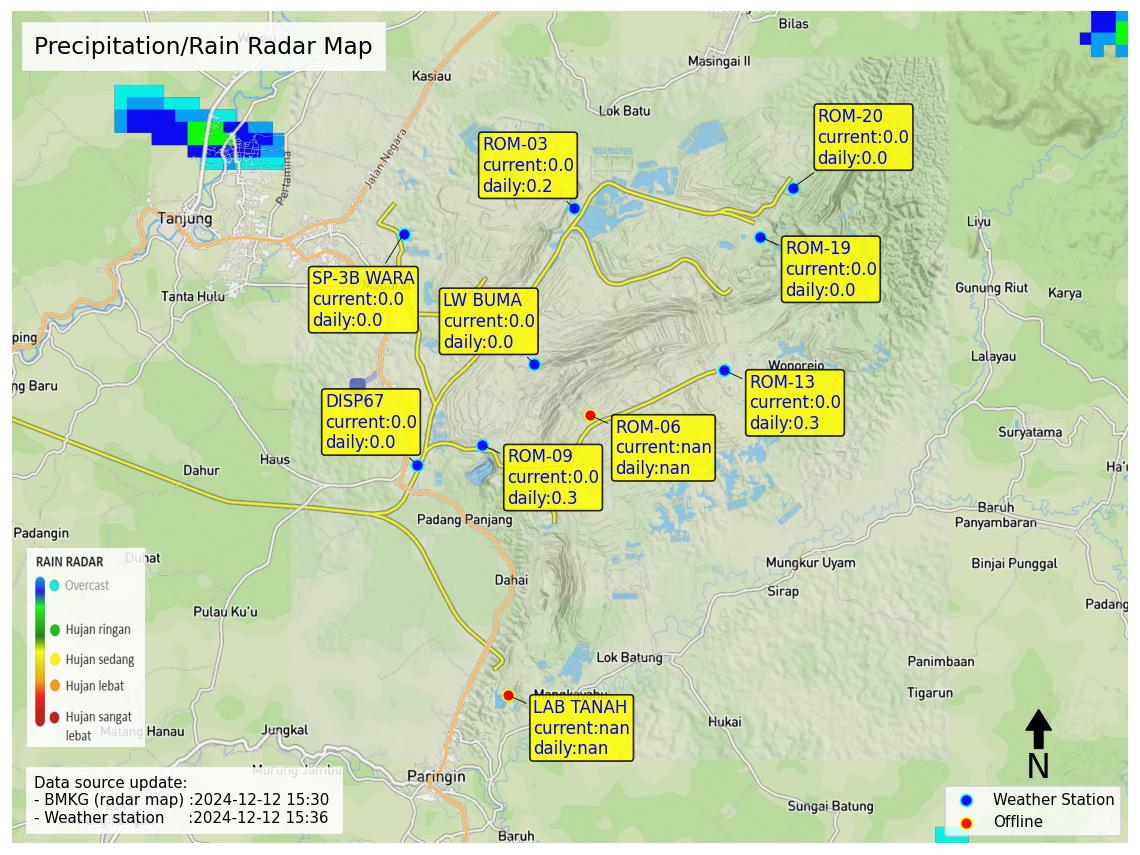 Precipitation/Rain Radar Map
Bilas
Masingai II
Kasiau
Lok Batu
Jalan Negara
Pertamina
Tanjung
Tanta Hulu
ping
ng Baru
ROM-20
current:0.0
daily:0.0
ROM-03
current:0.0
daily:0.2
ROM-19
current:0.0
daily:0.0
SP-3B WARA
current:0.0
daily:0.0
LW BUMA
current:0.0
daily:0.0
Liyu
Gunung Riut
Karya
Lalayau
Wonorejo
ROM-13
current:0.0
daily:0.3
DISP67
current:0.0
daily:0.0
ROM-06
current:nan
daily:nan
ROM-09
current:0.0
daily:0.3
Suryatama
Ha'u
Haus
Dahur
Padang Panjang
Baruh
Panyambaran
Padangin
Duhat
Binjai Punggal
Mungkur Uyam
Dahai
Sirap
Padang
Pulau Ku'u
RAIN RADAR
Overcast
Hujan ringan
Hujan sedang
Hujan lebat
Hujan sangat
lebat
Lok Batung
Panimbaan
Tigarun
Mangkayahu
LAB TANAH
current:nan
daily:nan
Hukai
Matang Hanau
Jungkal
Murung Jambu
Paringin
Sungai Batung
Baruh
N
Data source update:
- BMKG (radar map) :2024-12-12 15:30
- Weather station :2024-12-12 15:36
Weather Station
Offline